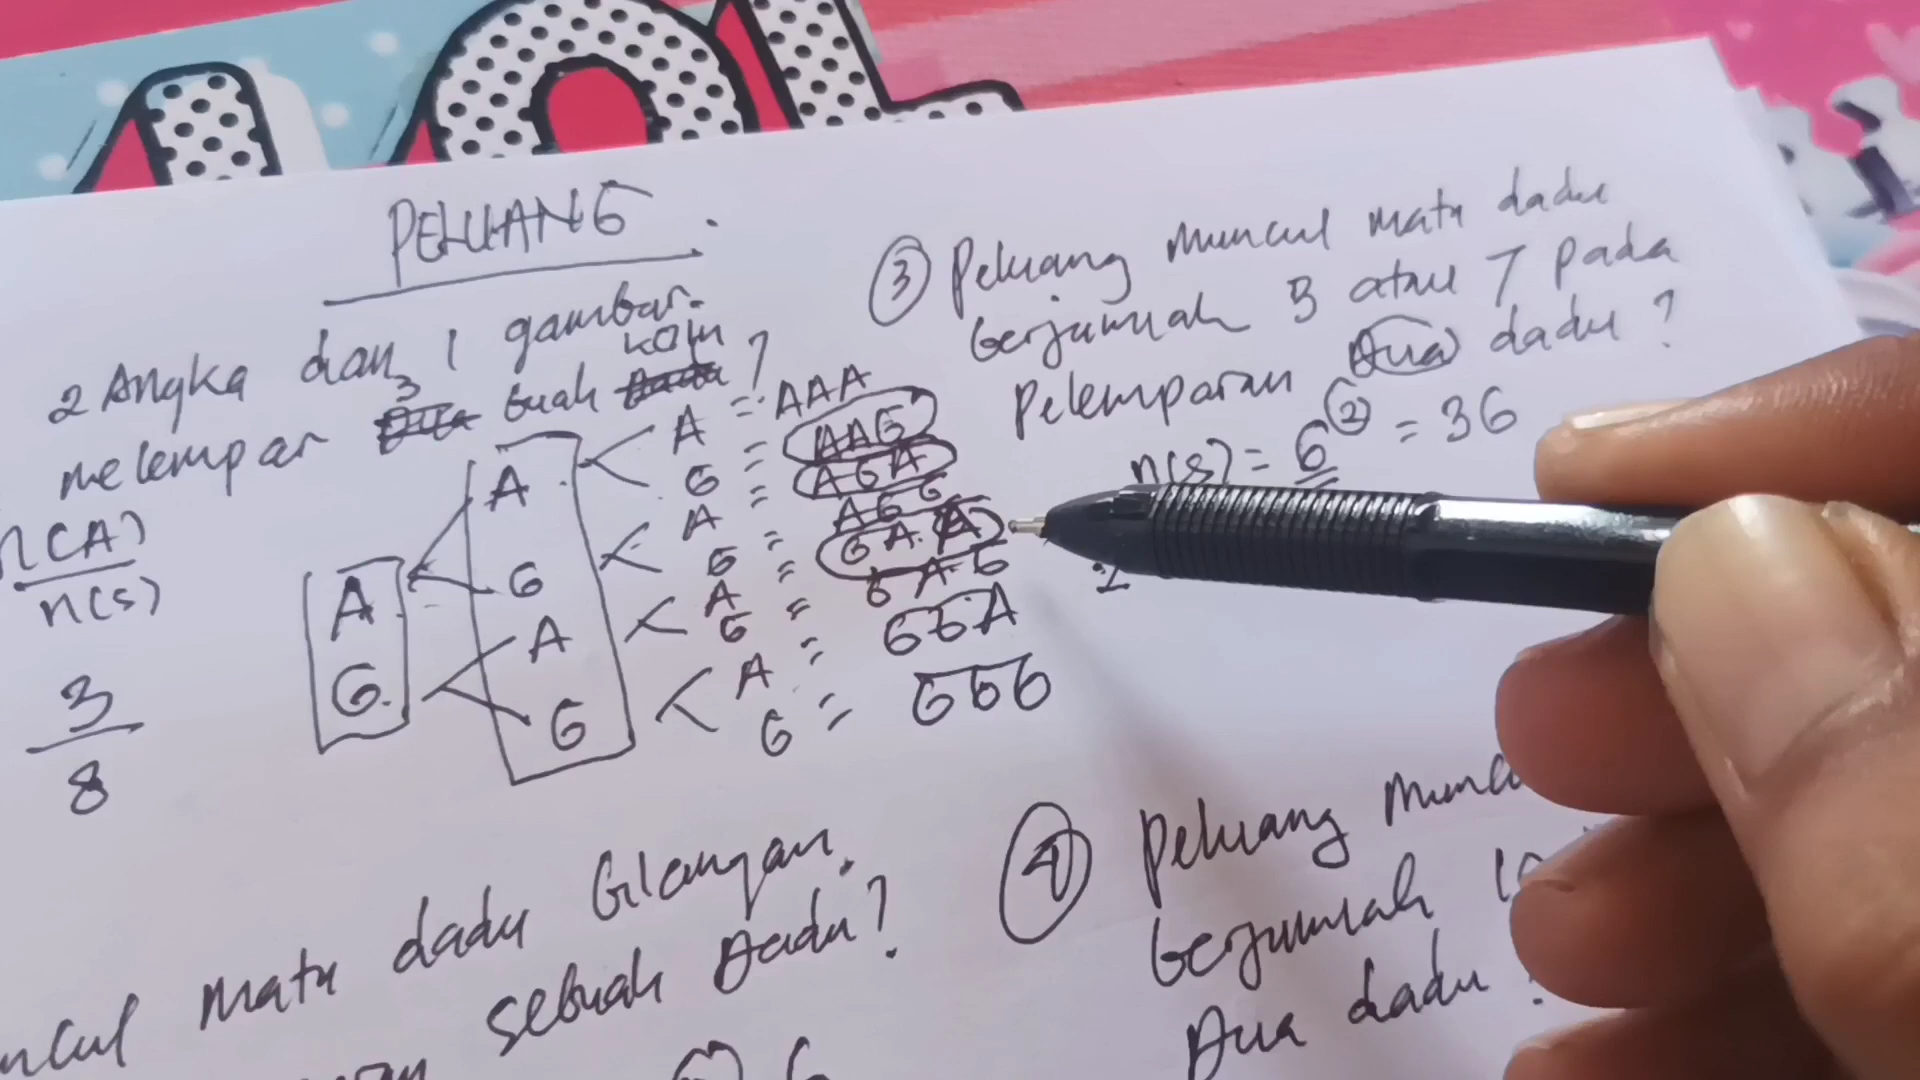 LOL
PELUANG.
2 Angka dan 1 gambar.
melempar 3 buah koin ?
n(A)
n(S)
3
8
A
G
A
G
A
G
A = AAA
G = AAG
A = AGA
G = AGG
A = GAA
G = GAG
A = GGA
G = GGG
③ Peluang muncul mata dadu
berjumlah 3 atau 7 pada
pelemparan dua dadu ?
n(S) = 6² = 36
④ Peluang
berjumlah
Dua dadu ?
mata dadu bilangan
sebuah dadu ?
6